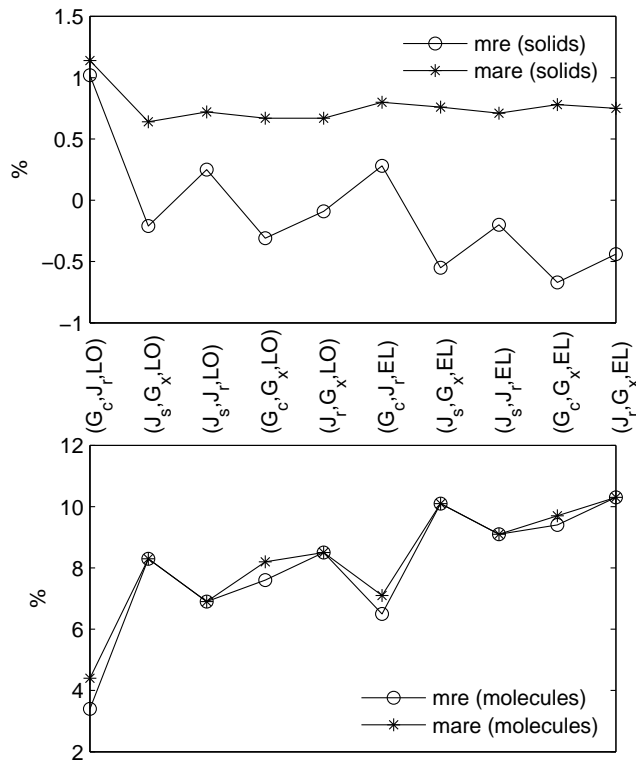 1.5
mre (solids)
mare (solids)
1
0.5
%
0
−0.5
−1
(G_c,J_r,LO)
(J_s,G_x,LO)
(J_s,J_r,LO)
(G_c,G_x,LO)
(J_r,G_x,LO)
(G_c,J_r,EL)
(J_s,G_x,EL)
(J_s,J_r,EL)
(G_c,G_x,EL)
(J_r,G_x,EL)
12
10
8
%
6
4
mre (molecules)
mare (molecules)
2